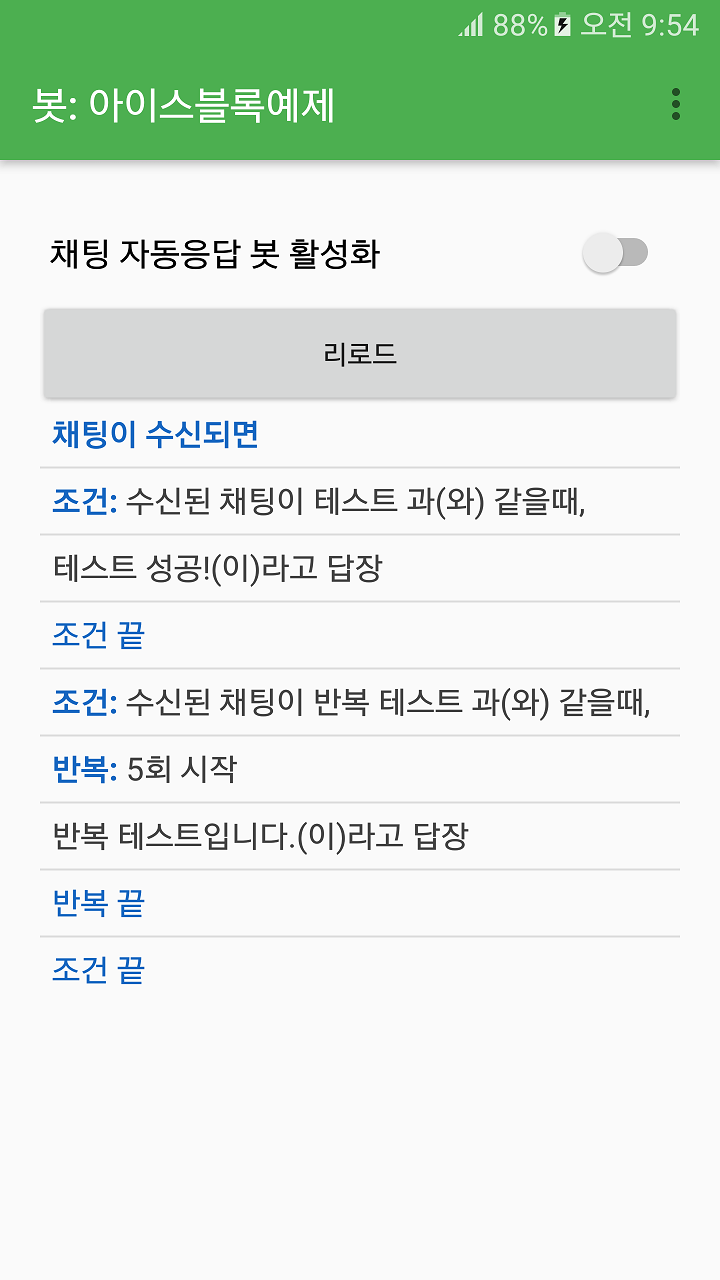 88% 오전 9:54
봇: 아이스블록예제
채팅 자동응답 봇 활성화
리로드
채팅이 수신되면
조건: 수신된 채팅이 테스트 과(와) 같을때,
테스트 성공!(이)라고 답장
조건 끝
조건: 수신된 채팅이 반복 테스트 과(와) 같을때,
반복: 5회 시작
반복 테스트입니다.(이)라고 답장
반복 끝
조건 끝